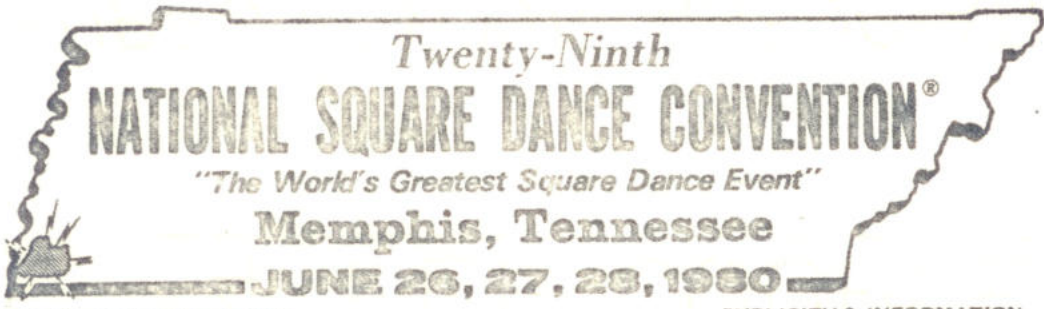 Twenty-Ninth
NATIONAL SQUARE DANCE CONVENTION®
"The World's Greatest Square Dance Event"
Memphis, Tennessee
JUNE 26, 27, 28, 1980